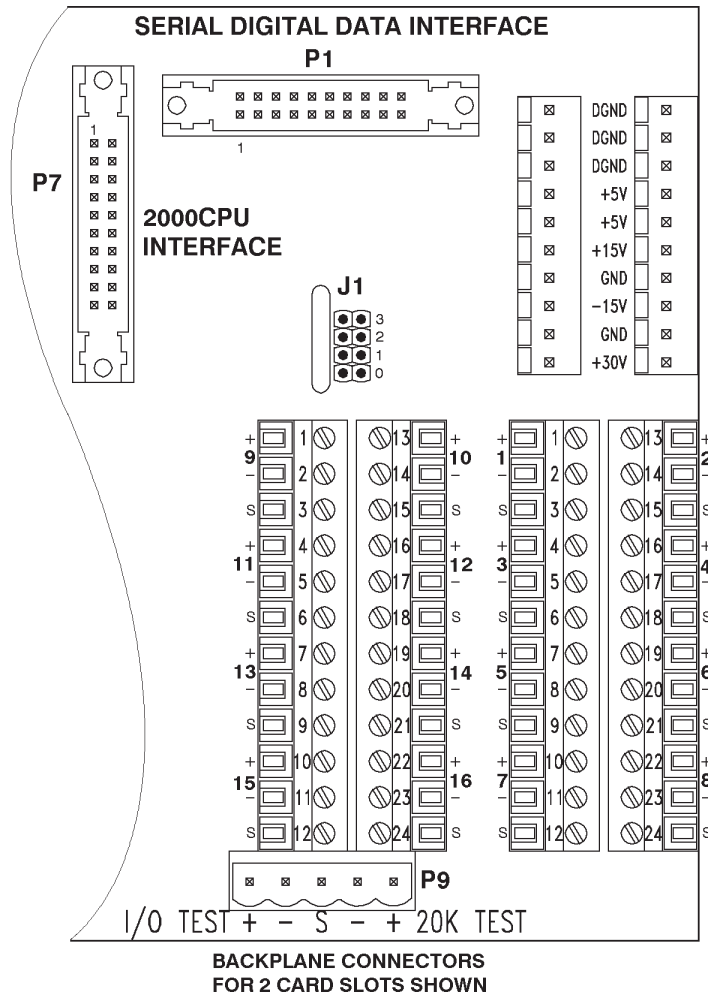 SERIAL DIGITAL DATA INTERFACE
P1
1
P7
1
2000CPU
INTERFACE
DGND
DGND
DGND
+5V
+5V
+15V
GND
-15V
GND
+30V
J1
3
2
1
0
+ 1 13 + + 1 13 +
9 10 1 2
- 2 14 - - 2 14 -
S 3 15 S S 3 15 S
+ 4 16 + + 4 16 +
11 12 3 4
- 5 17 - - 5 17 -
S 6 18 S S 6 18 S
+ 7 19 + + 7 19 +
13 14 5 6
- 8 20 - - 8 20 -
S 9 21 S S 9 21 S
+ 10 22 + + 10 22 +
15 16 7 8
- 11 23 - - 11 23 -
S 12 24 S S 12 24 S
P9
I/O TEST + - S - + 20K TEST
BACKPLANE CONNECTORS
FOR 2 CARD SLOTS SHOWN